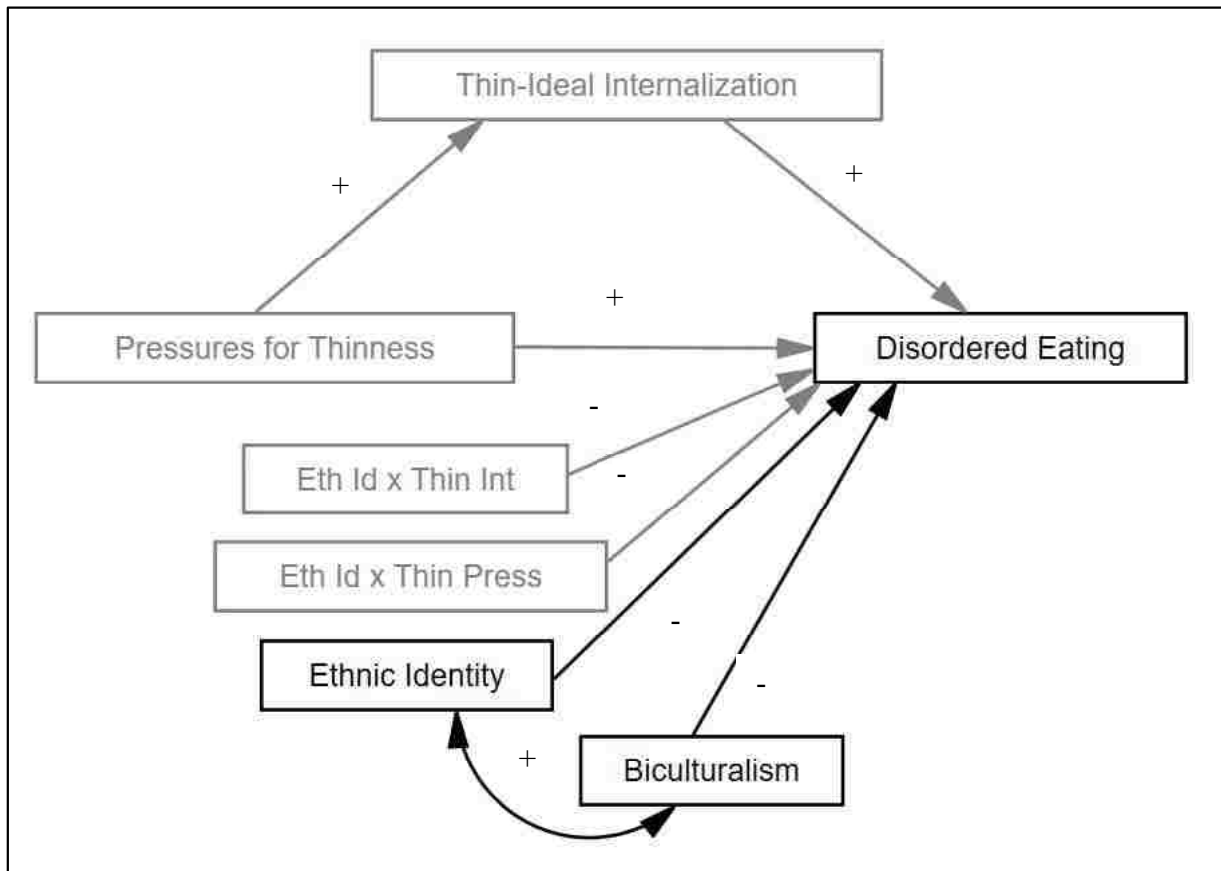 Thin-Ideal Internalization
+
+
+
Pressures for Thinness
Disordered Eating
-
Eth Id x Thin Int
-
Eth Id x Thin Press
-
Ethnic Identity
-
+
Biculturalism